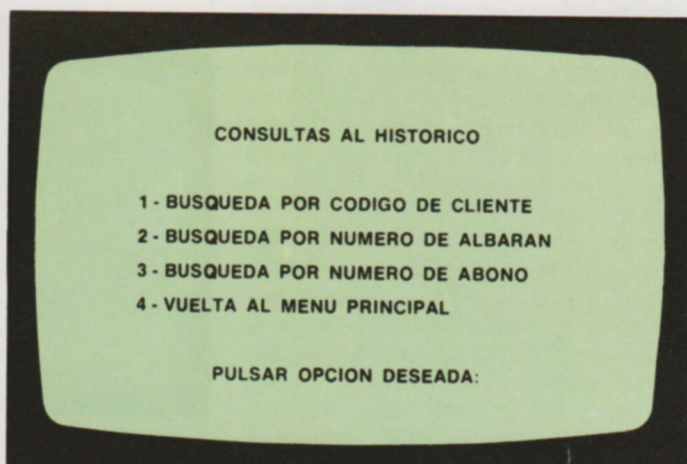 CONSULTAS AL HISTORICO
1 - BUSQUEDA POR CODIGO DE CLIENTE
2 - BUSQUEDA POR NUMERO DE ALBARAN
3 - BUSQUEDA POR NUMERO DE ABONO
4 - VUELTA AL MENU PRINCIPAL
PULSAR OPCION DESEADA: